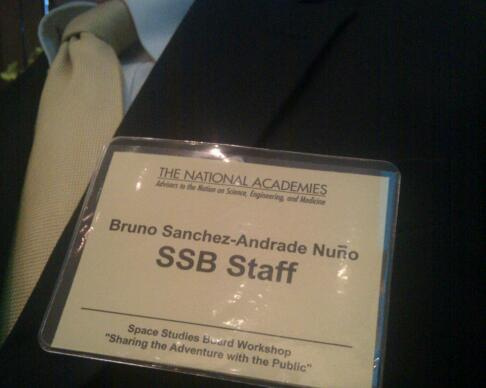 THE NATIONAL ACADEMIES
Advisers to the Nation on Science, Engineering, and Medicine
Bruno Sanchez-Andrade Nuño
SSB Staff
Space Studies Board Workshop
"Sharing the Adventure with the Public"